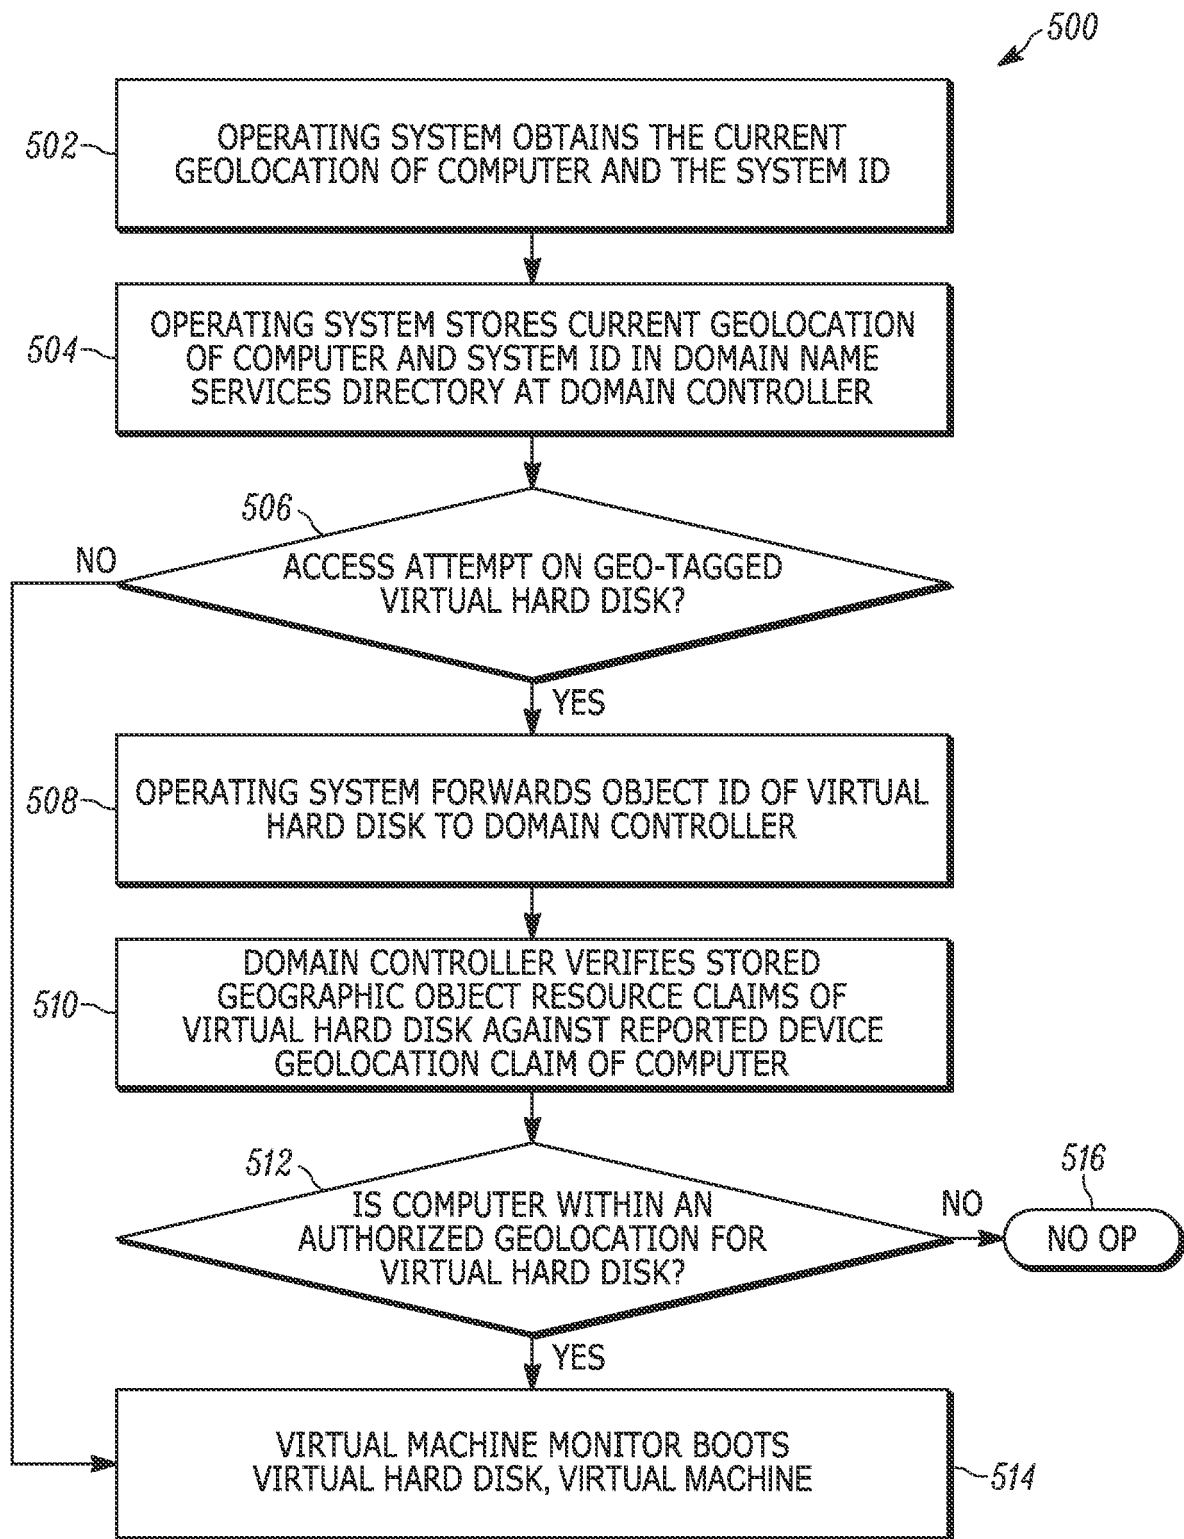 500
502
OPERATING SYSTEM OBTAINS THE CURRENT
GEOLOCATION OF COMPUTER AND THE SYSTEM ID
504
OPERATING SYSTEM STORES CURRENT GEOLOCATION
OF COMPUTER AND SYSTEM ID IN DOMAIN NAME
SERVICES DIRECTORY AT DOMAIN CONTROLLER
506
NO
ACCESS ATTEMPT ON GEO-TAGGED
VIRTUAL HARD DISK?
YES
508
OPERATING SYSTEM FORWARDS OBJECT ID OF VIRTUAL
HARD DISK TO DOMAIN CONTROLLER
510
DOMAIN CONTROLLER VERIFIES STORED
GEOGRAPHIC OBJECT RESOURCE CLAIMS OF
VIRTUAL HARD DISK AGAINST REPORTED DEVICE
GEOLOCATION CLAIM OF COMPUTER
512
IS COMPUTER WITHIN AN
AUTHORIZED GEOLOCATION FOR
VIRTUAL HARD DISK?
NO
516
NO OP
YES
VIRTUAL MACHINE MONITOR BOOTS
VIRTUAL HARD DISK, VIRTUAL MACHINE
514